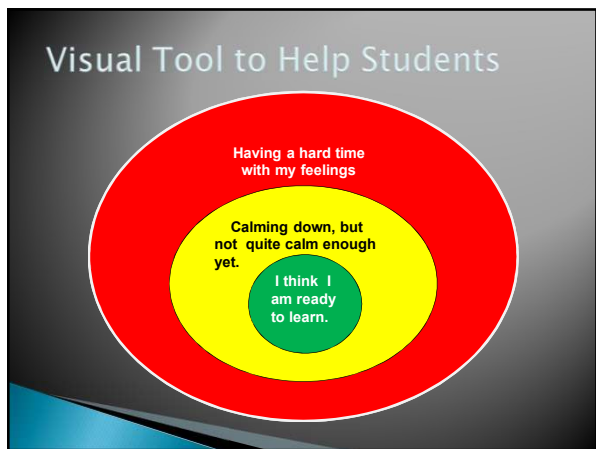 Visual Tool to Help Students
Having a hard time
with my feelings
Calming down, but
not quite calm enough
yet.
I think I
am ready
to learn.